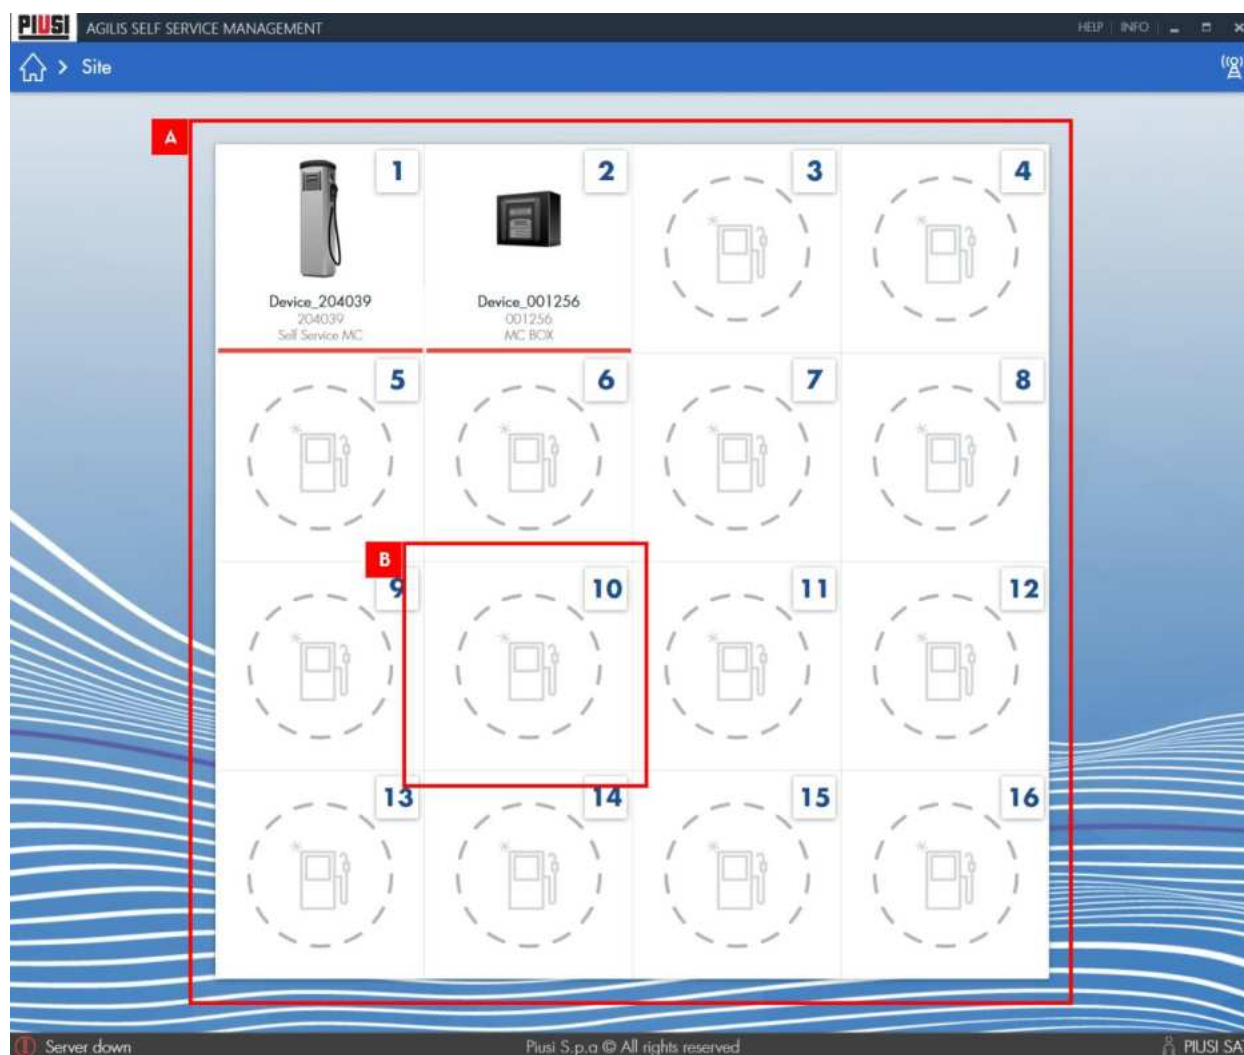 PIUSI AGILIS SELF SERVICE MANAGEMENT HELP | INFO
> Site
A
1
2
3
4
Device_204039
204039
Self Service MC
Device_001256
001256
MC BOX
5
6
7
8
B
9
10
11
12
13
14
15
16
Server down Piusi S.p.a © All rights reserved PIUSI SAT